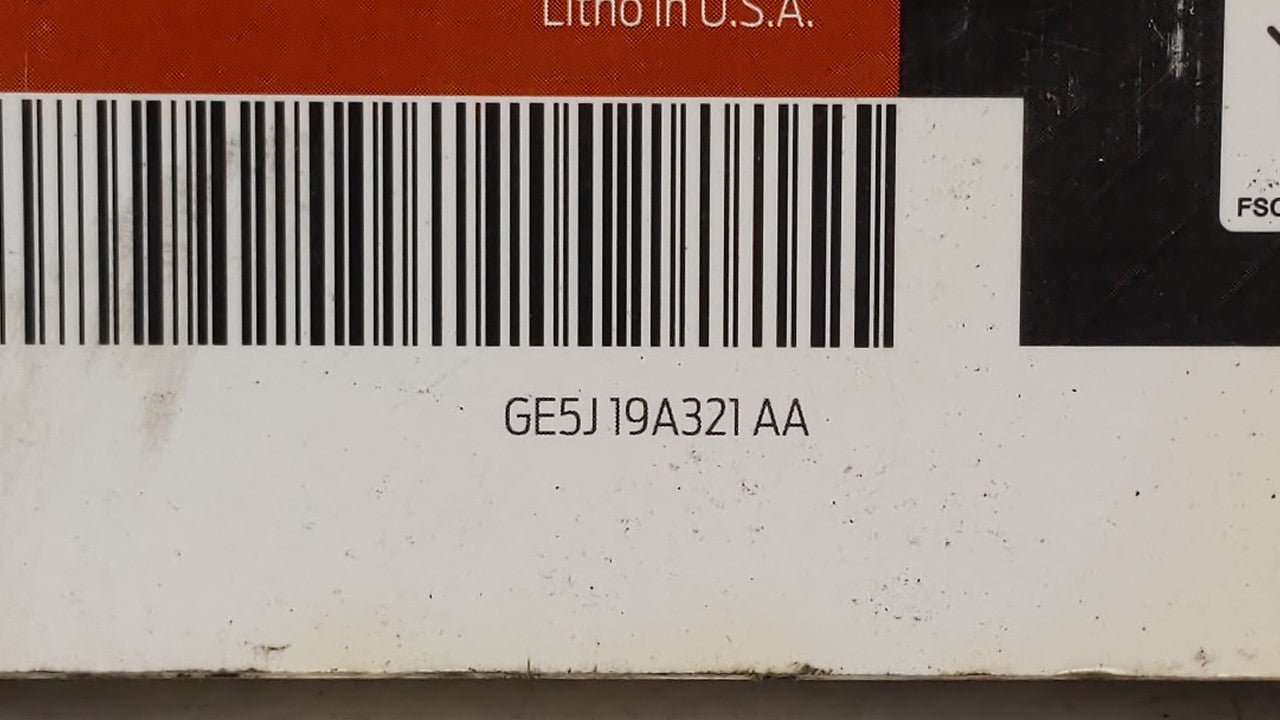 Litho in U.S.A.
GE5J 19A321 AA
FSC